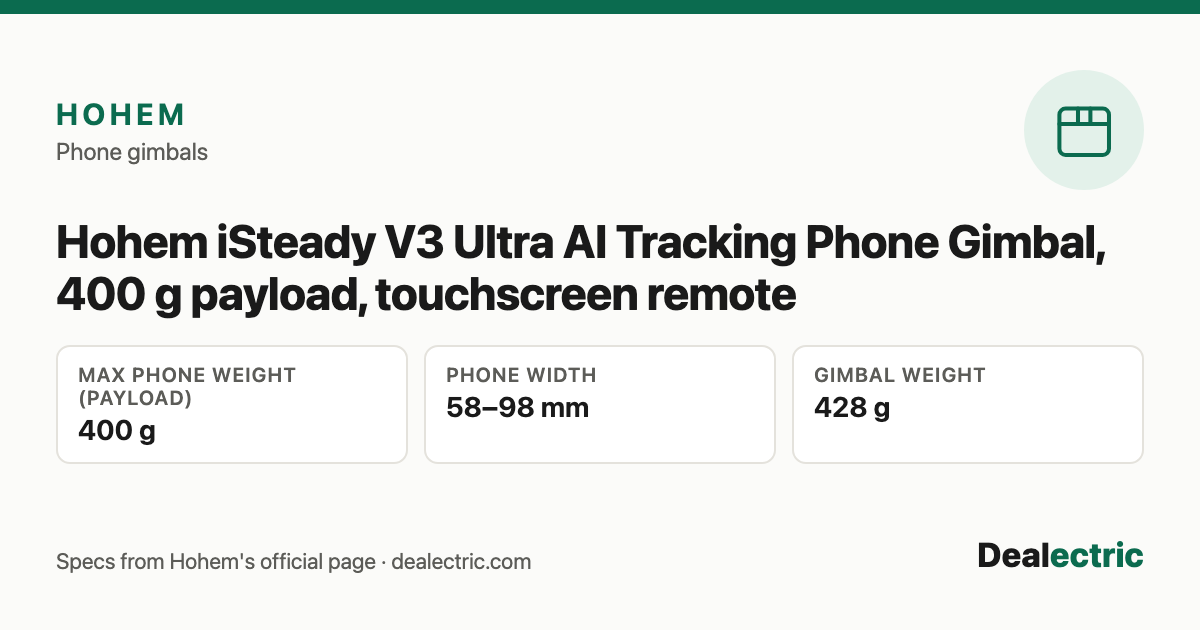 HOHEM
Phone gimbals
Hohem iSteady V3 Ultra AI Tracking Phone Gimbal,
400 g payload, touchscreen remote
MAX PHONE WEIGHT
(PAYLOAD)
400 g
PHONE WIDTH
58–98 mm
GIMBAL WEIGHT
428 g
Specs from Hohem's official page · dealectric.com
Dealectric